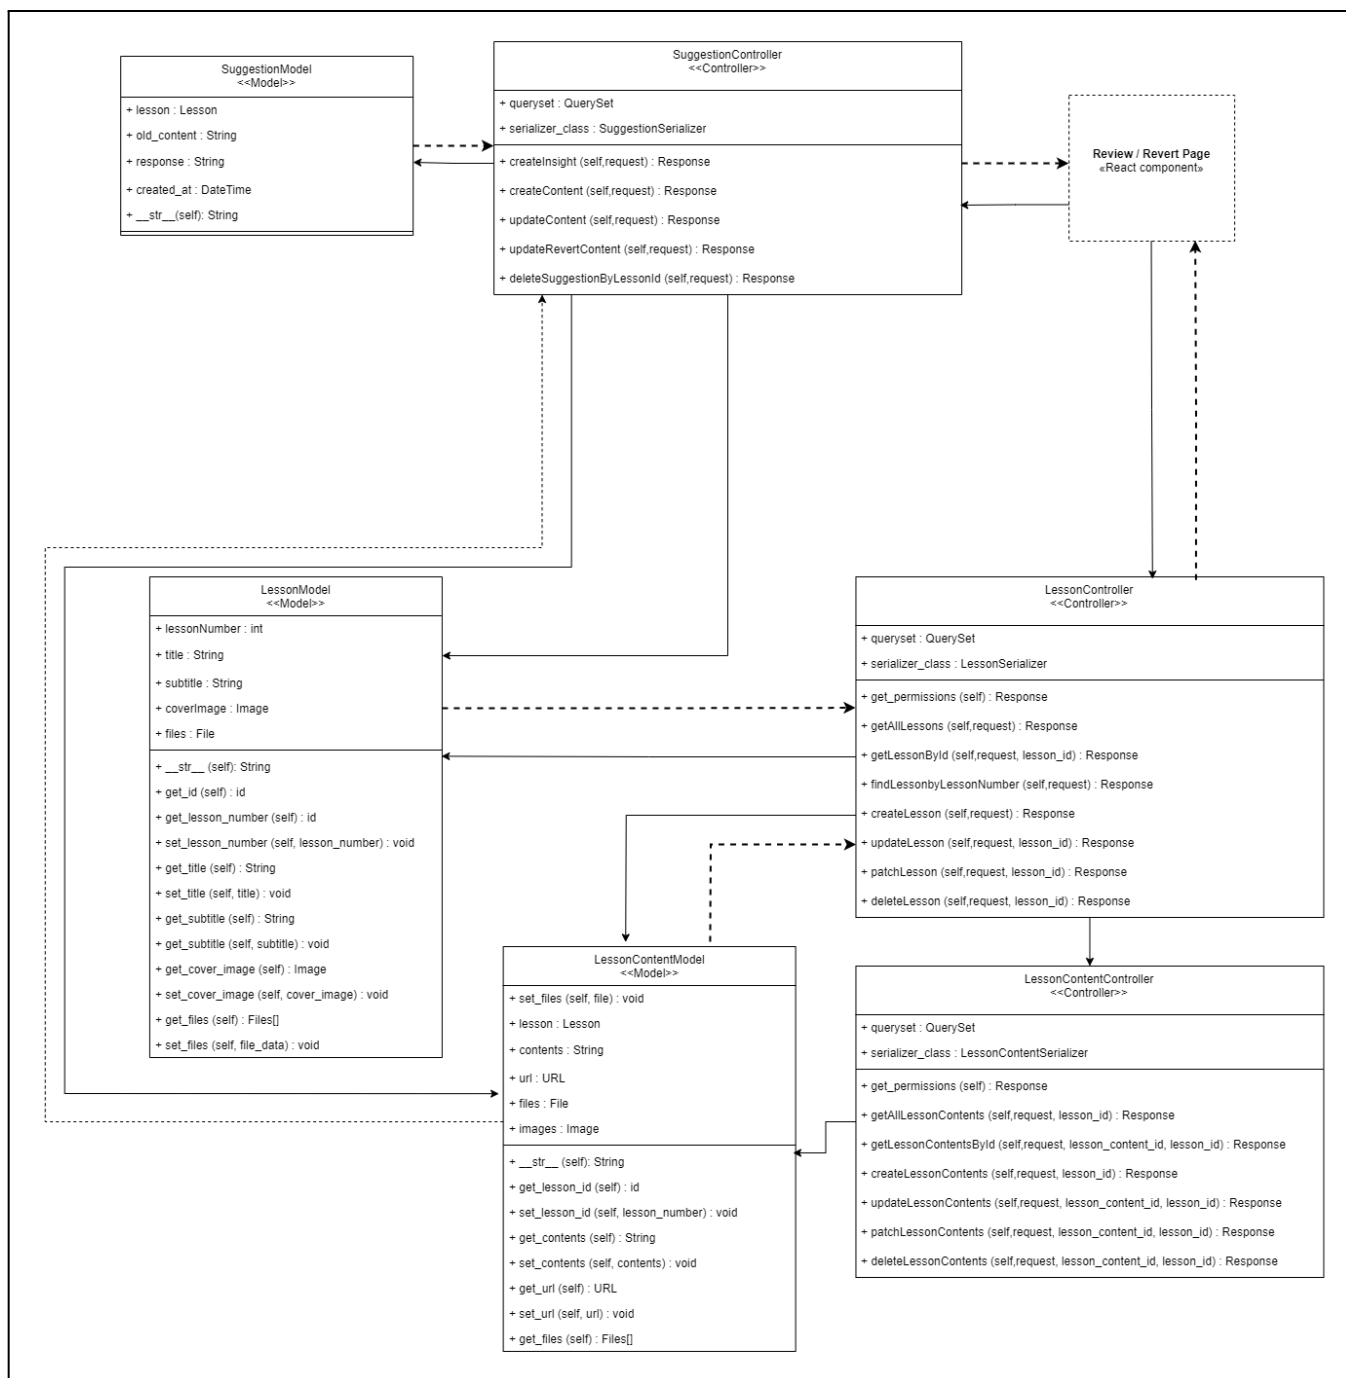 SuggestionModel
<<Model>>
+ lesson : Lesson
+ old_content : String
+ response : String
+ created_at : DateTime
+ __str__(self): String
SuggestionController
<<Controller>>
+ queryset : QuerySet
+ serializer_class : SuggestionSerializer
+ createInsight (self,request) : Response
+ createContent (self,request) : Response
+ updateContent (self,request) : Response
+ updateRevertContent (self,request) : Response
+ deleteSuggestionByLessonId (self,request) : Response
Review / Revert Page
«React component»
LessonModel
<<Model>>
+ lessonNumber : int
+ title : String
+ subtitle : String
+ coverImage : Image
+ files : File
+ __str__ (self): String
+ get_id (self) : id
+ get_lesson_number (self) : id
+ set_lesson_number (self, lesson_number) : void
+ get_title (self) : String
+ set_title (self, title) : void
+ get_subtitle (self) : String
+ get_subtitle (self, subtitle) : void
+ get_cover_image (self) : Image
+ set_cover_image (self, cover_image) : void
+ get_files (self) : Files[]
+ set_files (self, file_data) : void
LessonController
<<Controller>>
+ queryset : QuerySet
+ serializer_class : LessonSerializer
+ get_permissions (self) : Response
+ getAllLessons (self,request) : Response
+ getLessonById (self,request, lesson_id) : Response
+ findLessonbyLessonNumber (self,request) : Response
+ createLesson (self,request) : Response
+ updateLesson (self,request, lesson_id) : Response
+ patchLesson (self,request, lesson_id) : Response
+ deleteLesson (self,request, lesson_id) : Response
LessonContentModel
<<Model>>
+ set_files (self, file) : void
+ lesson : Lesson
+ contents : String
+ url : URL
+ files : File
+ images : Image
+ __str__ (self): String
+ get_lesson_id (self) : id
+ set_lesson_id (self, lesson_number) : void
+ get_contents (self) : String
+ set_contents (self, contents) : void
+ get_url (self) : URL
+ set_url (self, url) : void
+ get_files (self) : Files[]
LessonContentController
<<Controller>>
+ queryset : QuerySet
+ serializer_class : LessonContentSerializer
+ get_permissions (self) : Response
+ getAllLessonContents (self,request, lesson_id) : Response
+ getLessonContentsById (self,request, lesson_content_id, lesson_id) : Response
+ createLessonContents (self,request, lesson_id) : Response
+ updateLessonContents (self,request, lesson_content_id, lesson_id) : Response
+ patchLessonContents (self,request, lesson_content_id, lesson_id) : Response
+ deleteLessonContents (self,request, lesson_content_id, lesson_id) : Response